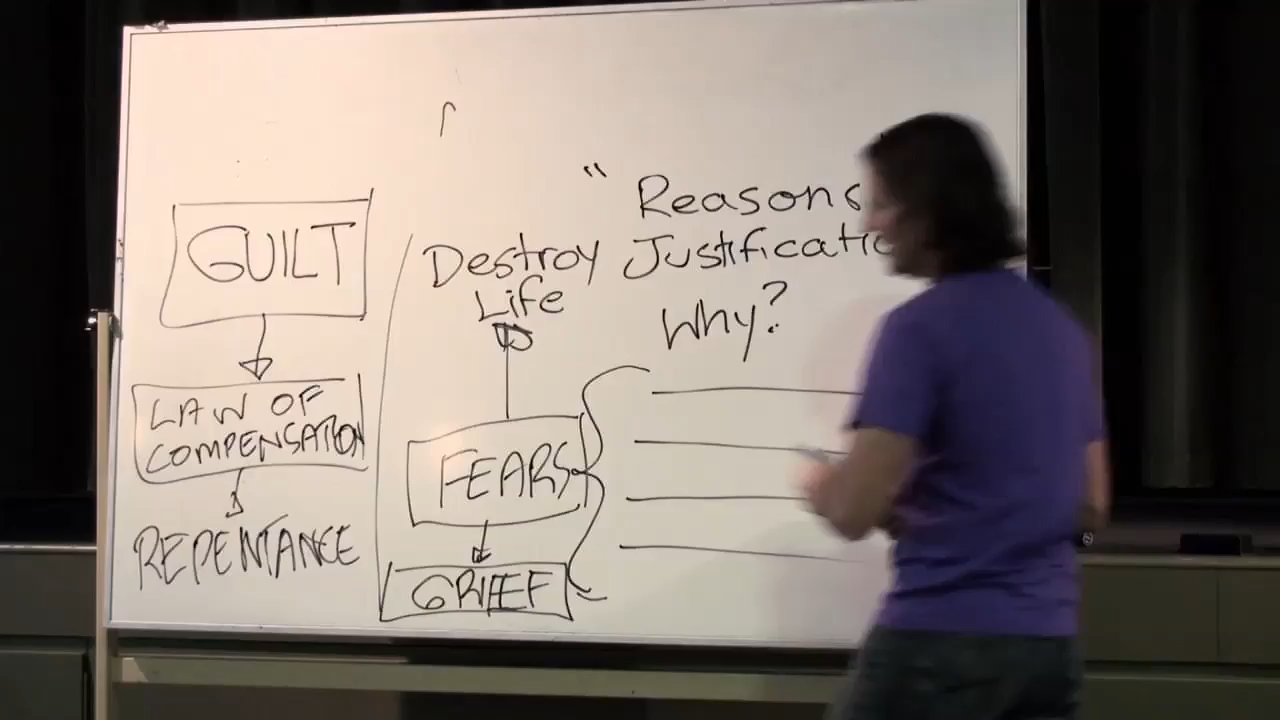 GUILT
LAW OF
COMPENSATION
REPENTANCE
Destroy
Life
FEARS
GRIEF
" Reasons
Justificatio
Why?